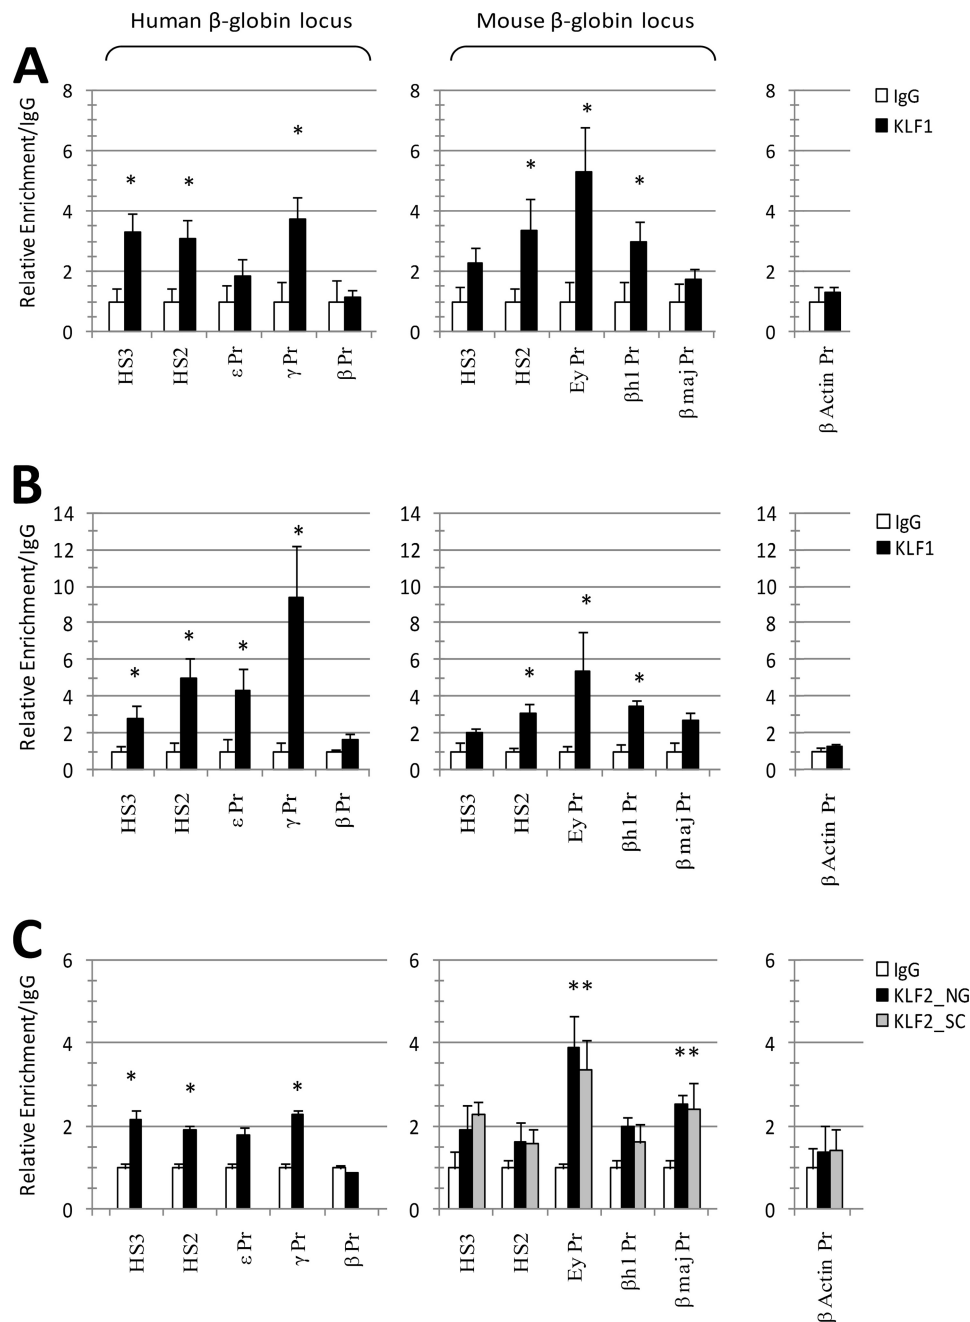 Human β-globin locus
Mouse β-globin locus
A
Relative Enrichment/IgG
8
6
4
2
0
*
*
*
HS3
HS2
ε Pr
γ Pr
β Pr
8
6
4
2
0
*
*
*
HS3
HS2
Ey Pr
βh1 Pr
β maj Pr
8
6
4
2
0
β Actin Pr
IgG
KLF1
B
Relative Enrichment/IgG
14
12
10
8
6
4
2
0
*
*
*
*
HS3
HS2
ε Pr
γ Pr
β Pr
14
12
10
8
6
4
2
0
*
*
*
HS3
HS2
Ey Pr
βh1 Pr
β maj Pr
14
12
10
8
6
4
2
0
β Actin Pr
IgG
KLF1
C
Relative Enrichment/IgG
6
4
2
0
*
*
*
HS3
HS2
ε Pr
γ Pr
β Pr
6
4
2
0
**
**
HS3
HS2
Ey Pr
βh1 Pr
β maj Pr
6
4
2
0
β Actin Pr
IgG
KLF2_NG
KLF2_SC